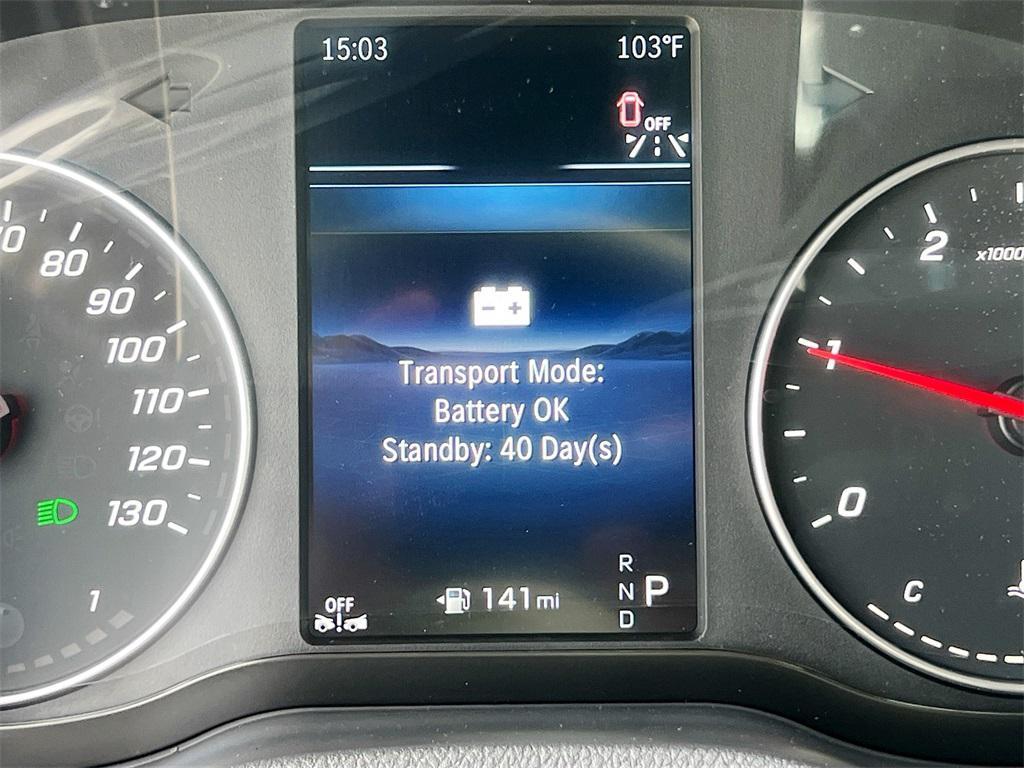 15:03 103°F
OFF
80
90
100
110
120
130
1
Transport Mode:
Battery OK
Standby: 40 Day(s)
OFF
141 mi
R
N P
D
2
x1000
1
0
C